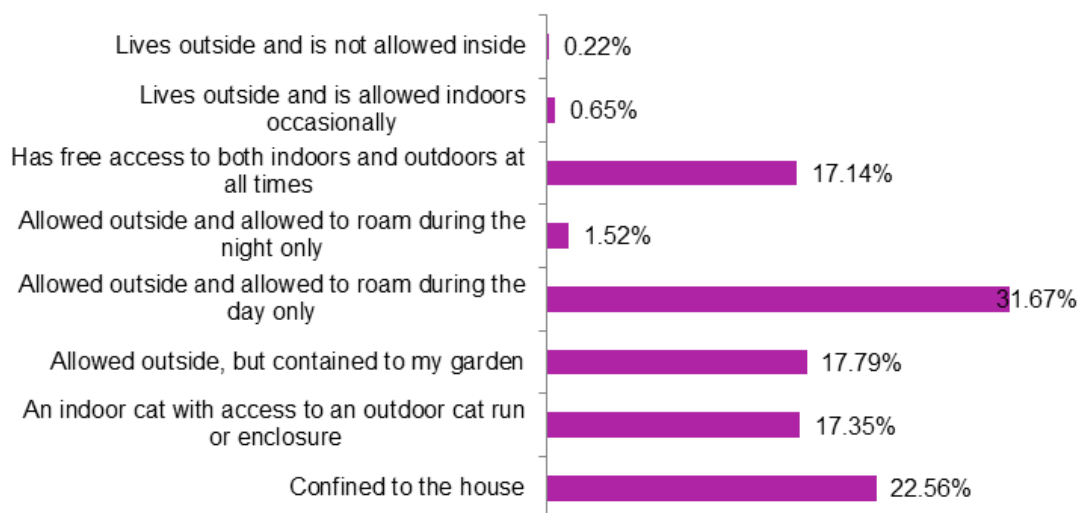 Lives outside and is not allowed inside
0.22%
Lives outside and is allowed indoors
occasionally
0.65%
Has free access to both indoors and outdoors at
all times
17.14%
Allowed outside and allowed to roam during the
night only
1.52%
Allowed outside and allowed to roam during the
day only
31.67%
Allowed outside, but contained to my garden
17.79%
An indoor cat with access to an outdoor cat run
or enclosure
17.35%
Confined to the house
22.56%